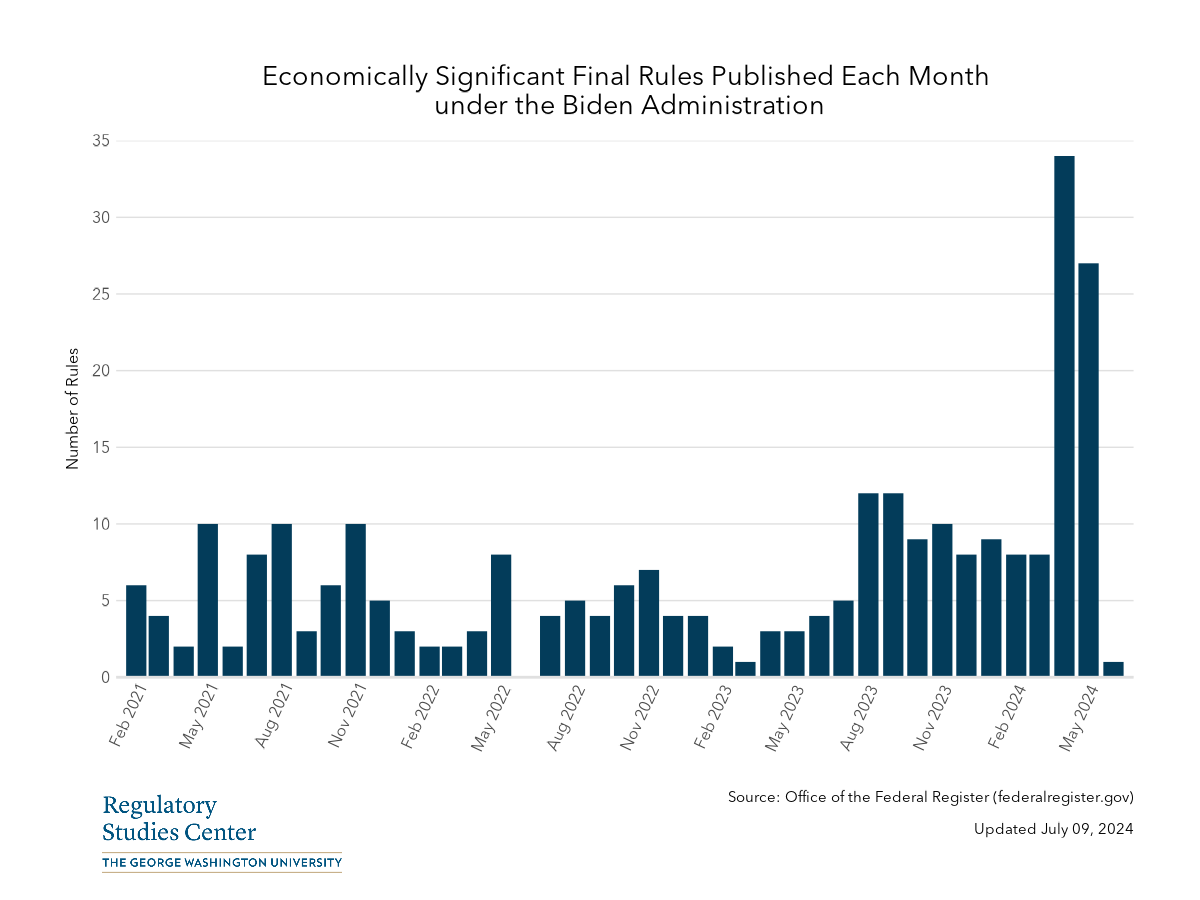 Economically Significant Final Rules Published Each Month
under the Biden Administration
35
30
25
20
15
10
5
0
Number of Rules
Feb 2021
May 2021
Aug 2021
Nov 2021
Feb 2022
May 2022
Aug 2022
Nov 2022
Feb 2023
May 2023
Aug 2023
Nov 2023
Feb 2024
May 2024
Regulatory
Studies Center
THE GEORGE WASHINGTON UNIVERSITY
Source: Office of the Federal Register (federalregister.gov)
Updated July 09, 2024